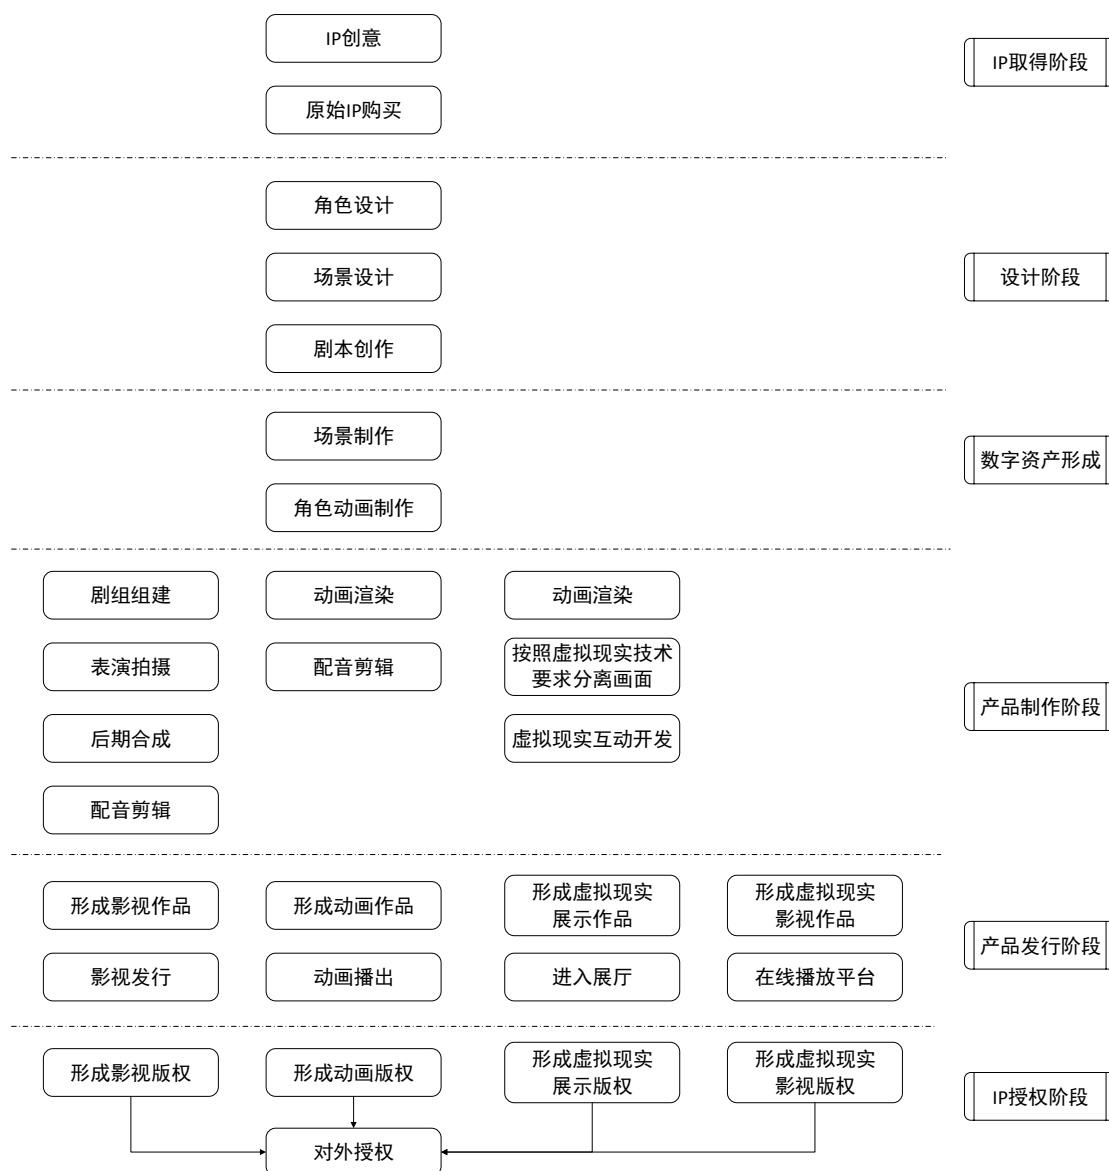 IP创意
IP取得阶段
原始IP购买
角色设计
场景设计
设计阶段
剧本创作
场景制作
数字资产形成
角色动画制作
剧组组建
动画渲染
动画渲染
表演拍摄
配音剪辑
按照虚拟现实技术
要求分离画面
产品制作阶段
后期合成
虚拟现实互动开发
配音剪辑
形成影视作品
形成动画作品
形成虚拟现实
展示作品
形成虚拟现实
影视作品
产品发行阶段
影视发行
动画播出
进入展厅
在线播放平台
形成影视版权
形成动画版权
形成虚拟现实
展示版权
形成虚拟现实
影视版权
IP授权阶段
对外授权